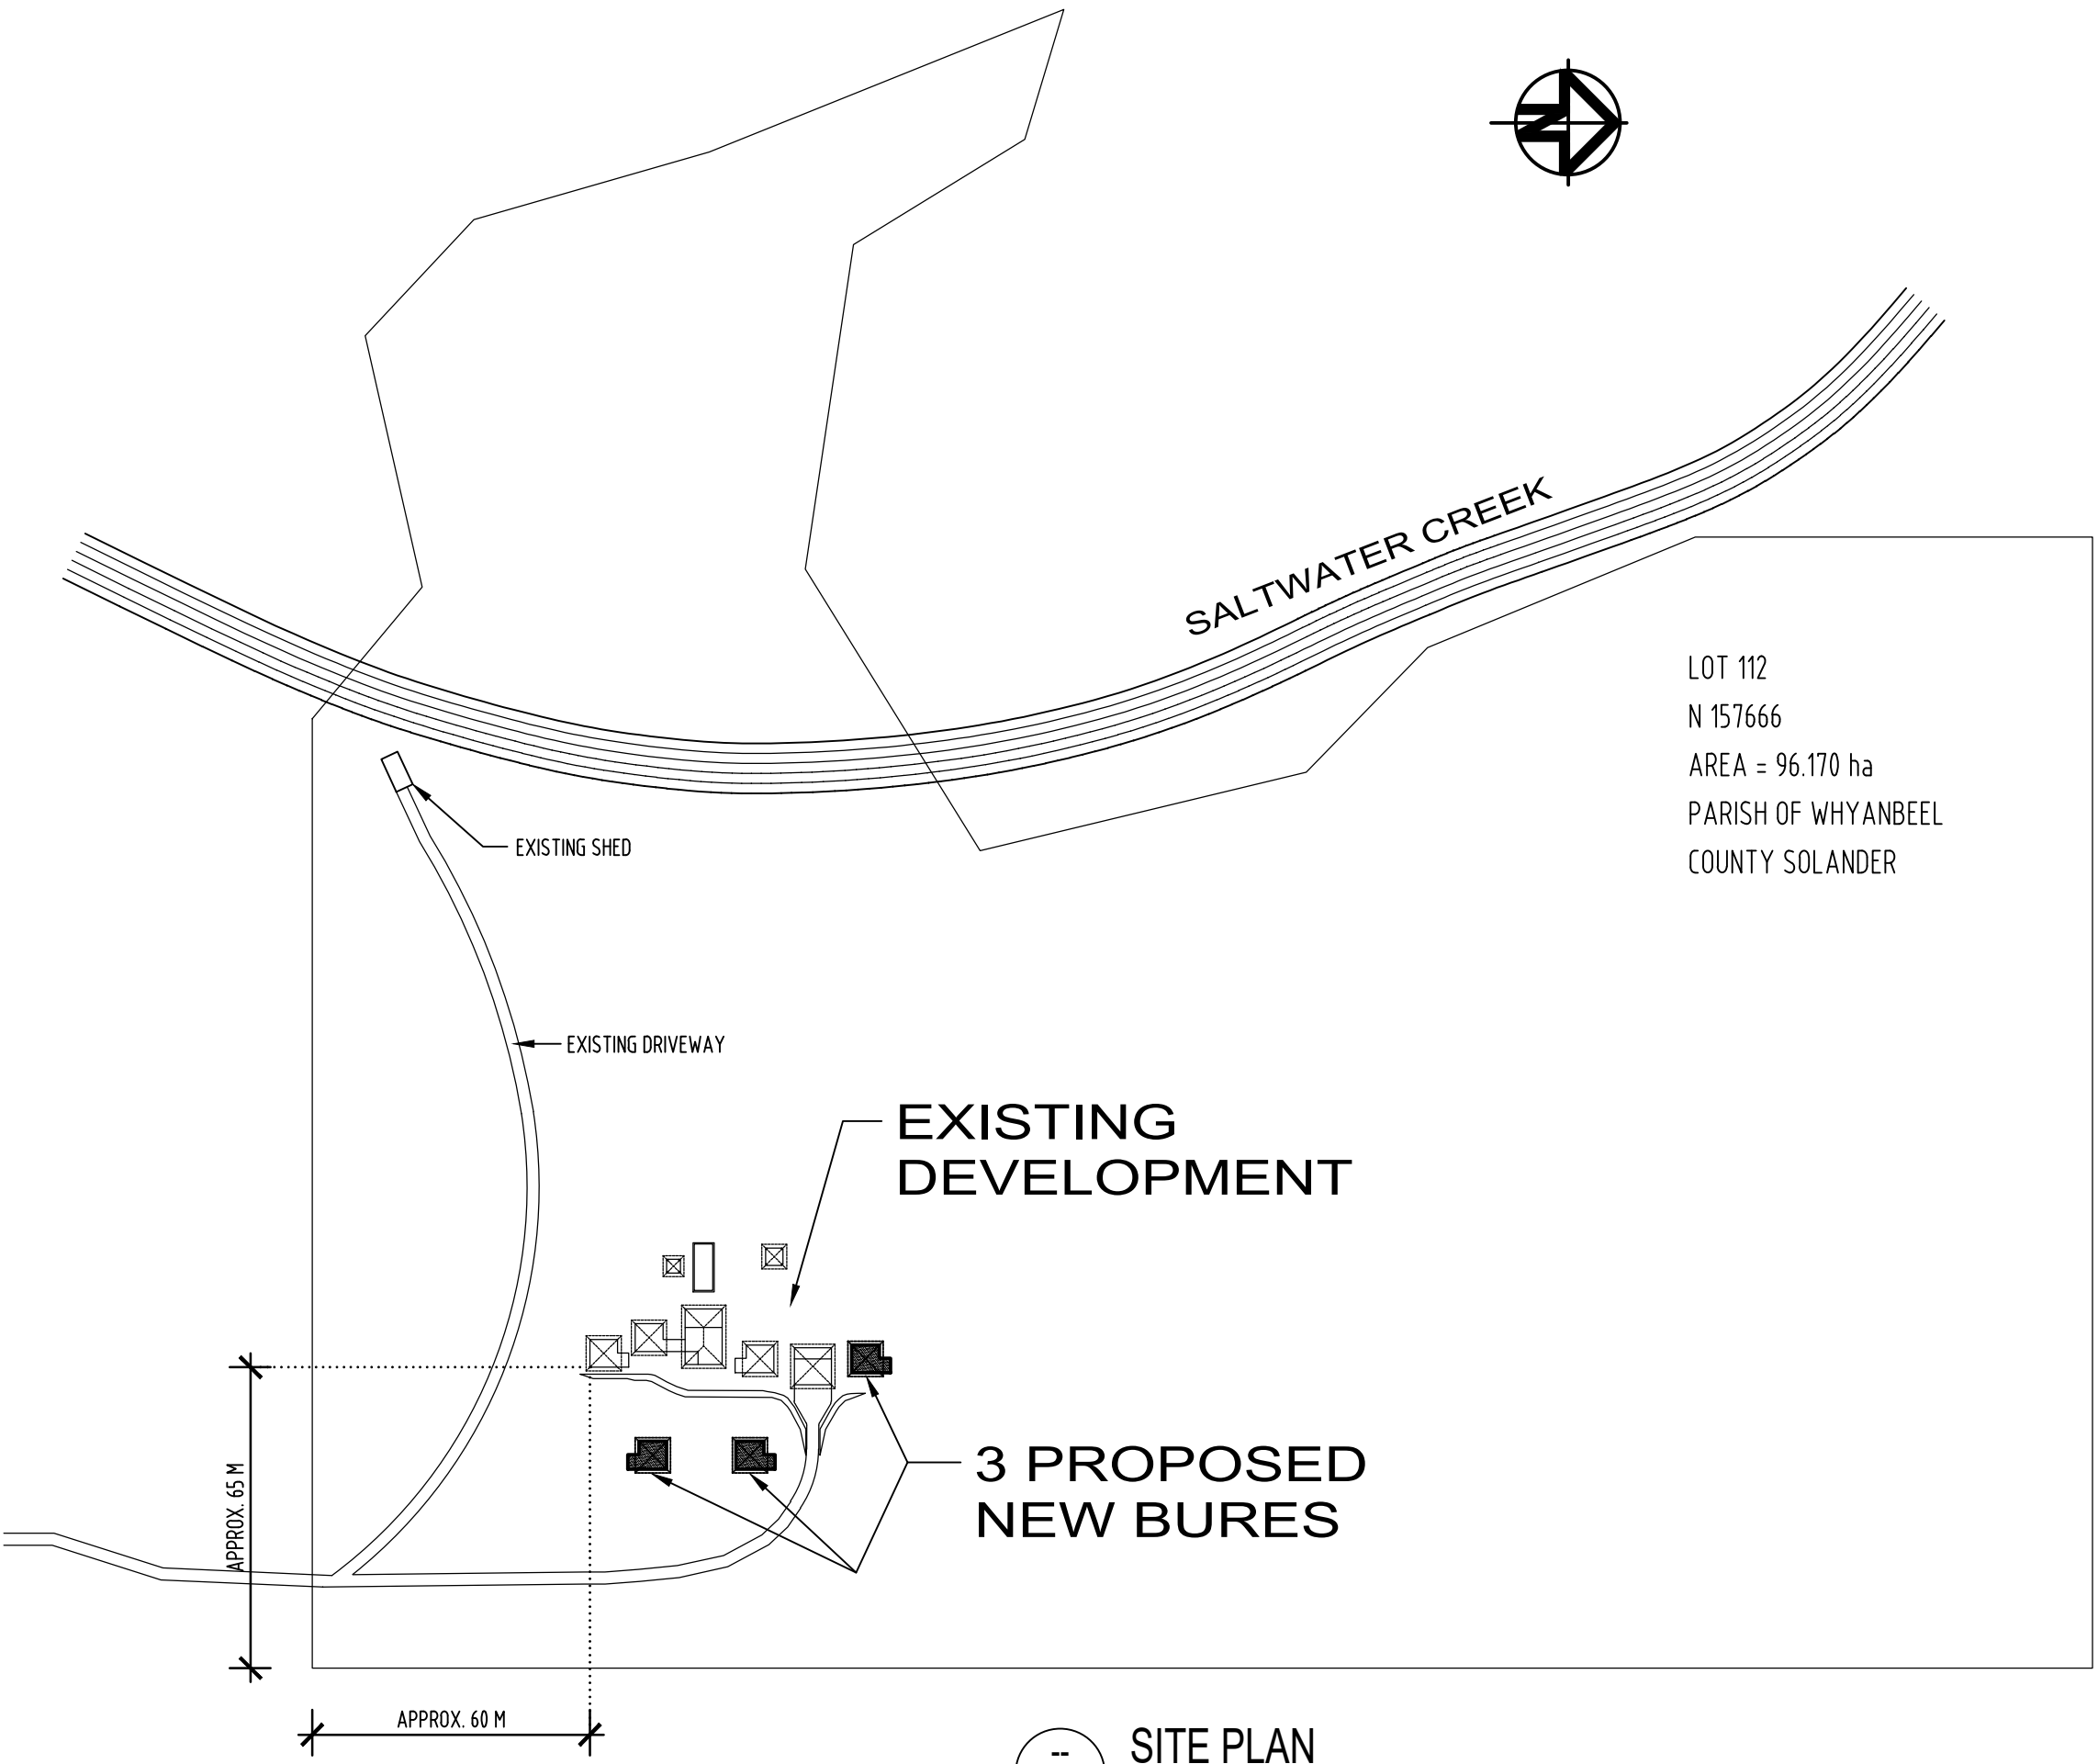 N
SALTWATER CREEK
LOT 112
N 157666
AREA = 96.170 ha
PARISH OF WHYANBEEL
COUNTY SOLANDER
EXISTING SHED
EXISTING DRIVEWAY
EXISTING
DEVELOPMENT
3 PROPOSED
NEW BURES
APPROX. 65 M
APPROX. 60 M
--
SITE PLAN